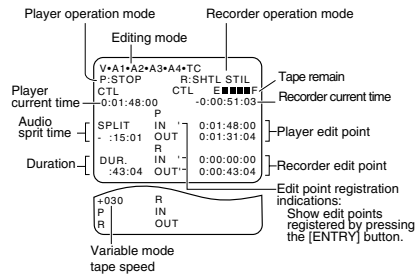 Player operation mode
Recorder operation mode
Editing mode
V•A1•A2•A3•A4•TC
P:STOP R:SHTL STIL
CTL CTL E■■■■F
Tape remain
Player current time
-0:01:48:00 -0:00:51:03
Recorder current time
P
Audio sprit time
SPLIT IN '- 0:01:48:00
- :15:01 OUT 0:01:31:04
Player edit point
R
Duration
DUR. IN '- 0:00:00:00
:43:04 OUT'- 0:00:43:04
Recorder edit point
Edit point registration indications:
Show edit points
registered by pressing
the [ENTRY] button.
+030 R
P IN
R OUT
Variable mode
tape speed